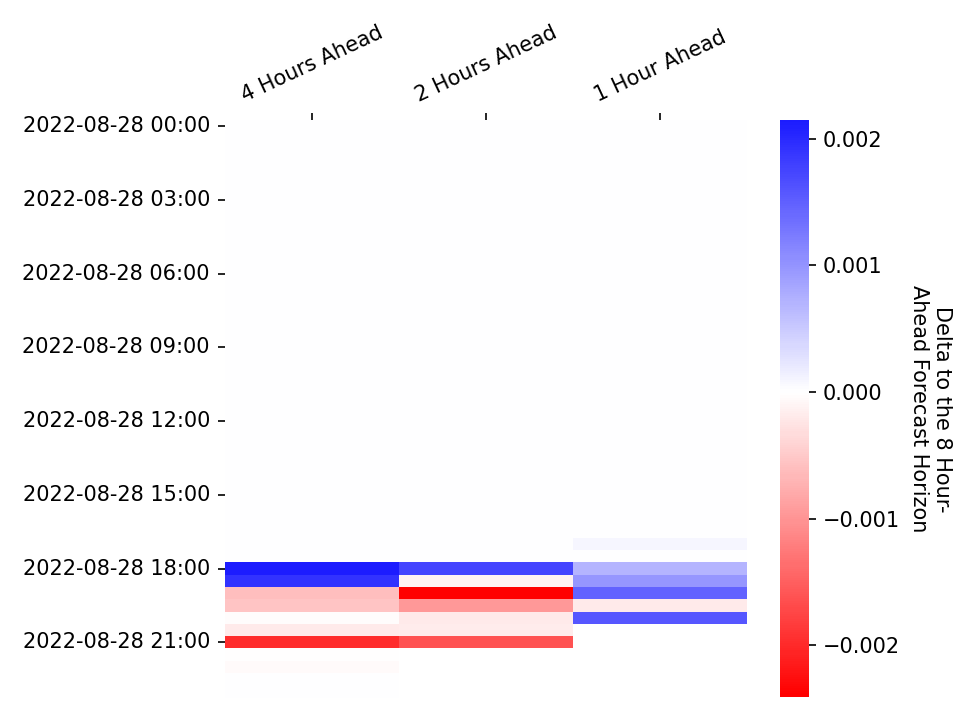 4 Hours Ahead
2 Hours Ahead
1 Hour Ahead
2022-08-28 00:00
2022-08-28 03:00
2022-08-28 06:00
2022-08-28 09:00
2022-08-28 12:00
2022-08-28 15:00
2022-08-28 18:00
2022-08-28 21:00
0.002
0.001
0.000
−0.001
−0.002
Delta to the 8 Hour-
Ahead Forecast Horizon